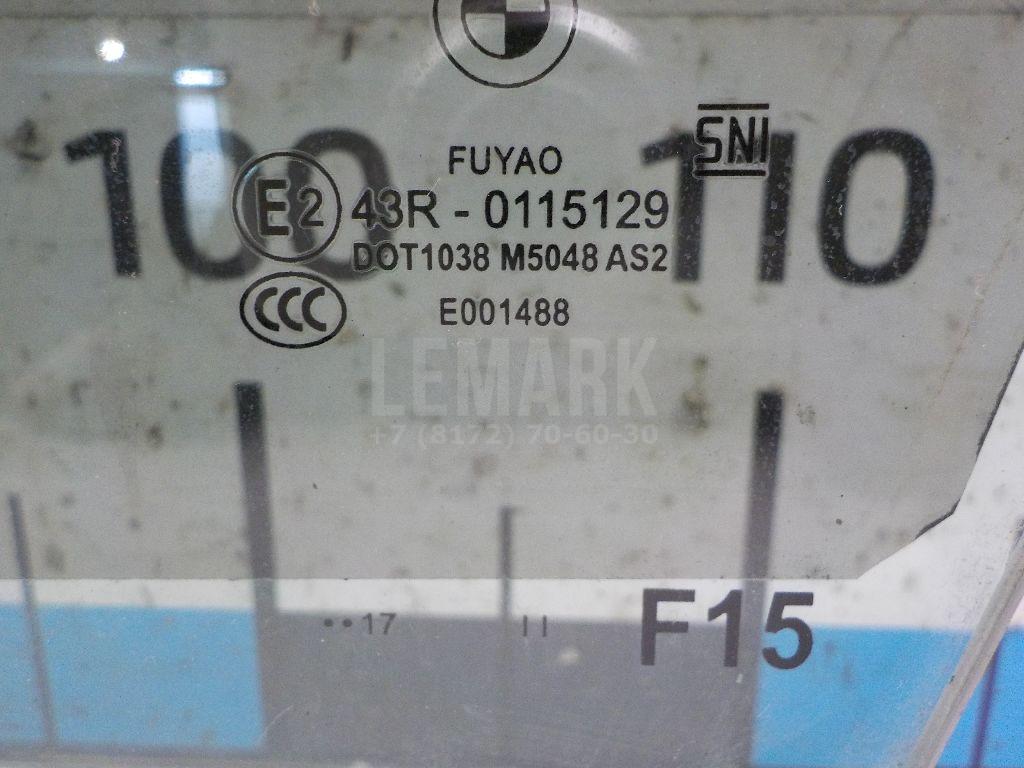 100 110
SNI
FUYAO
E2 43R - 0115129
DOT1038 M5048 AS2
CCC E001488
LEMARK
+7 (8172) 70-60-30
F15
••17 II